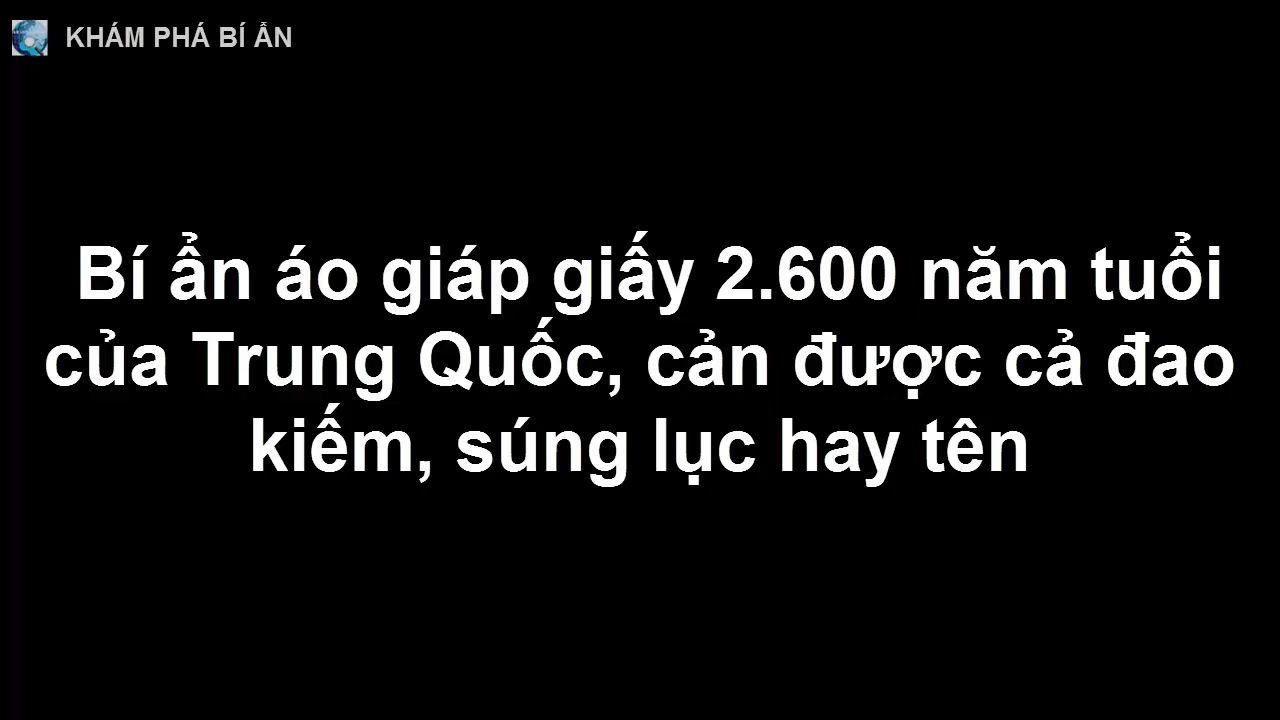 KHÁM PHÁ BÍ ẨN
Bí ẩn áo giáp giấy 2.600 năm tuổi
của Trung Quốc, cản được cả đao
kiếm, súng lục hay tên